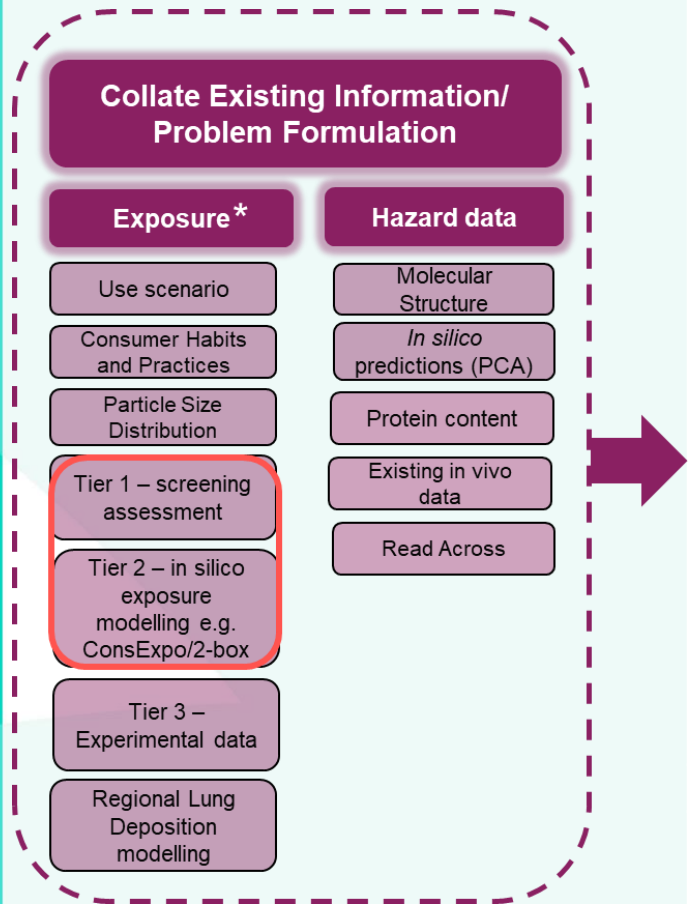 Collate Existing Information/
Problem Formulation
Exposure*
Use scenario
Consumer Habits
and Practices
Particle Size
Distribution
Tier 1 – screening
assessment
Tier 2 – in silico
exposure
modelling e.g.
ConsExpo/2-box
Tier 3 –
Experimental data
Regional Lung
Deposition
modelling
Hazard data
Molecular
Structure
In silico
predictions (PCA)
Protein content
Existing in vivo
data
Read Across